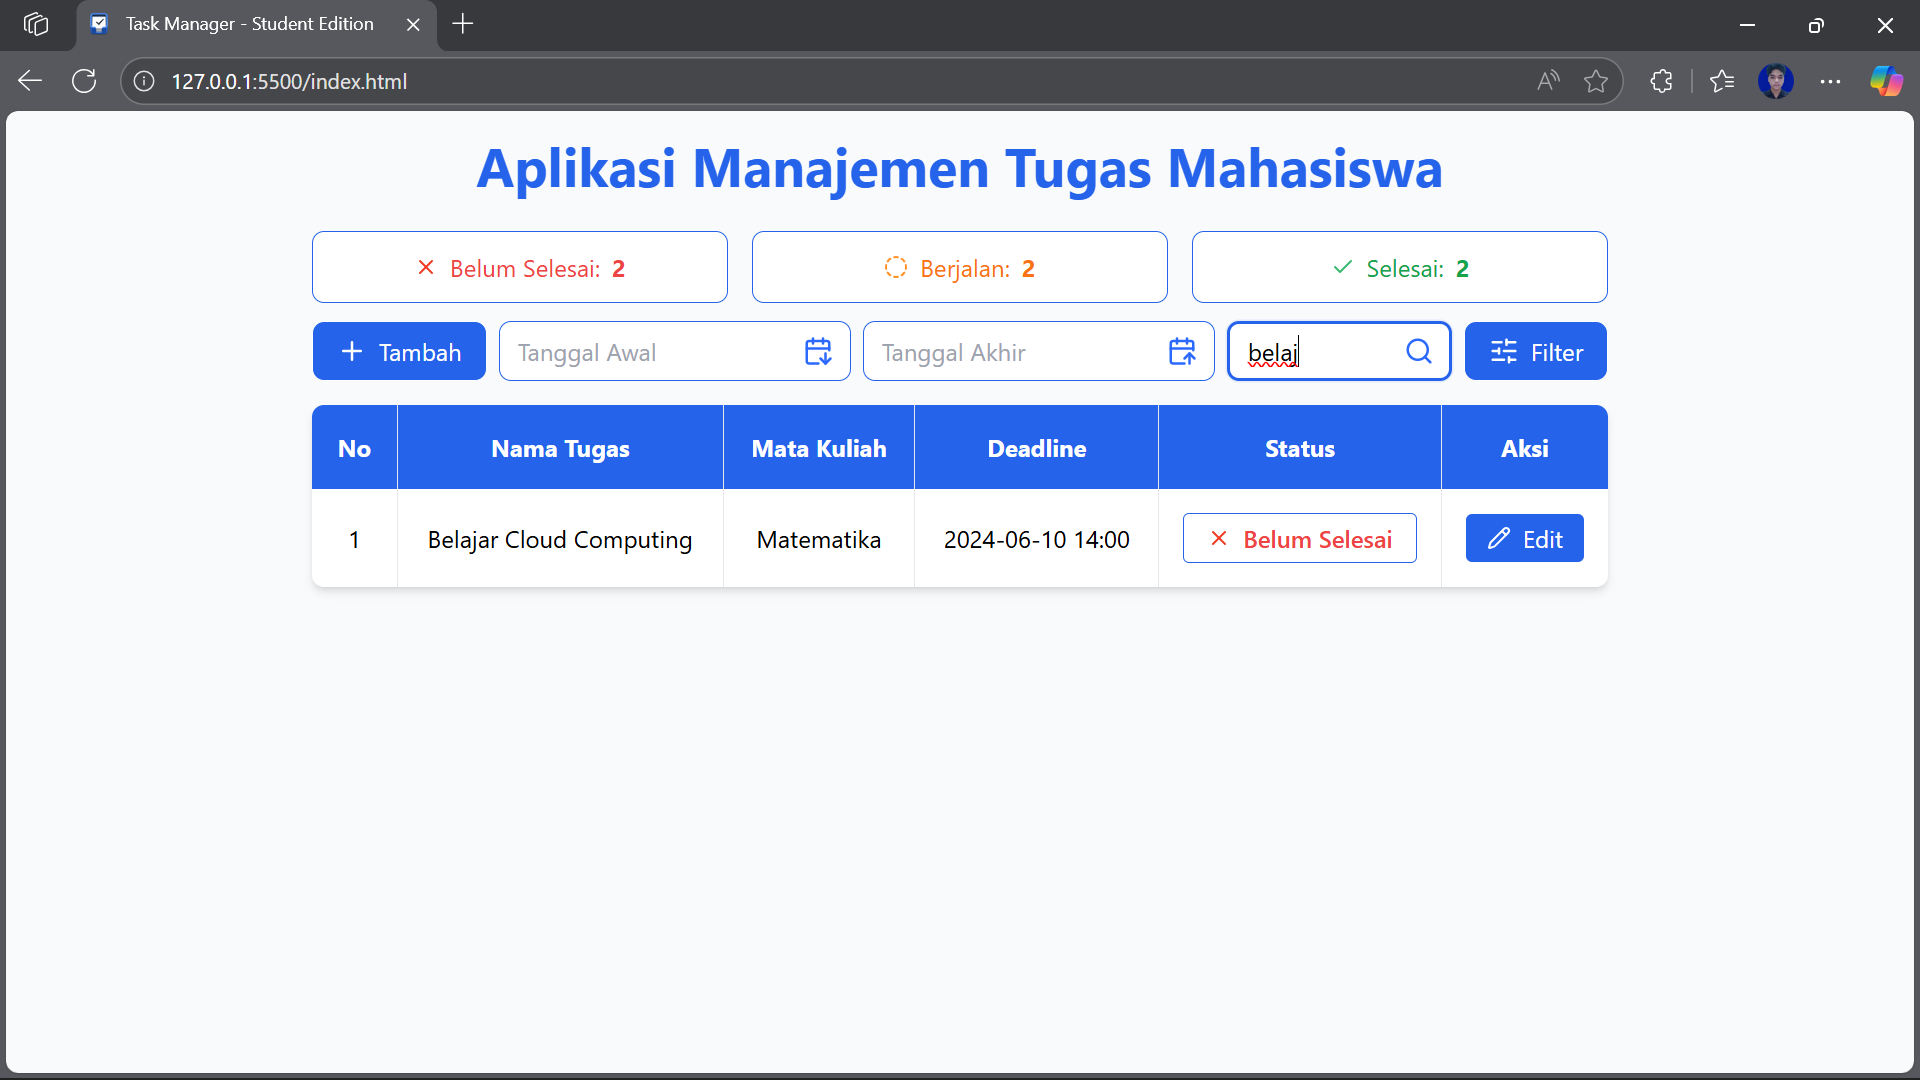 Task Manager - Student Edition
127.0.0.1:5500/index.html
Aplikasi Manajemen Tugas Mahasiswa
Belum Selesai: 2
Berjalan: 2
Selesai: 2
Tambah
Tanggal Awal
Tanggal Akhir
belaj
Filter
No Nama Tugas Mata Kuliah Deadline Status Aksi
1 Belajar Cloud Computing Matematika 2024-06-10 14:00 Belum Selesai Edit